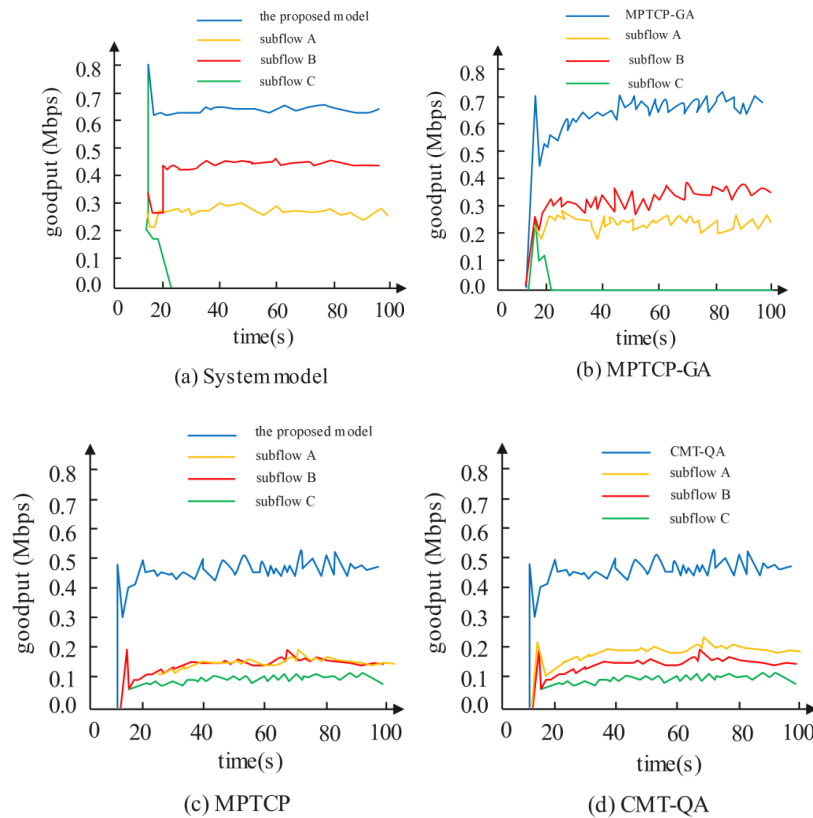 the proposed model
subflow A
subflow B
subflow C
goodput (Mbps)
0.8
0.7
0.6
0.5
0.4
0.3
0.2
0.1
0.0
0 20 40 60 80 100
time(s)
(a) System model
MPTCP-GA
subflow A
subflow B
subflow C
goodput (Mbps)
0.8
0.7
0.6
0.5
0.4
0.3
0.2
0.1
0.0
0 20 40 60 80 100
time(s)
(b) MPTCP-GA
the proposed model
subflow A
subflow B
subflow C
goodput (Mbps)
0.8
0.7
0.6
0.5
0.4
0.3
0.2
0.1
0.0
0 20 40 60 80 100
time(s)
(c) MPTCP
CMT-QA
subflow A
subflow B
subflow C
goodput (Mbps)
0.8
0.7
0.6
0.5
0.4
0.3
0.2
0.1
0.0
0 20 40 60 80 100
time(s)
(d) CMT-QA